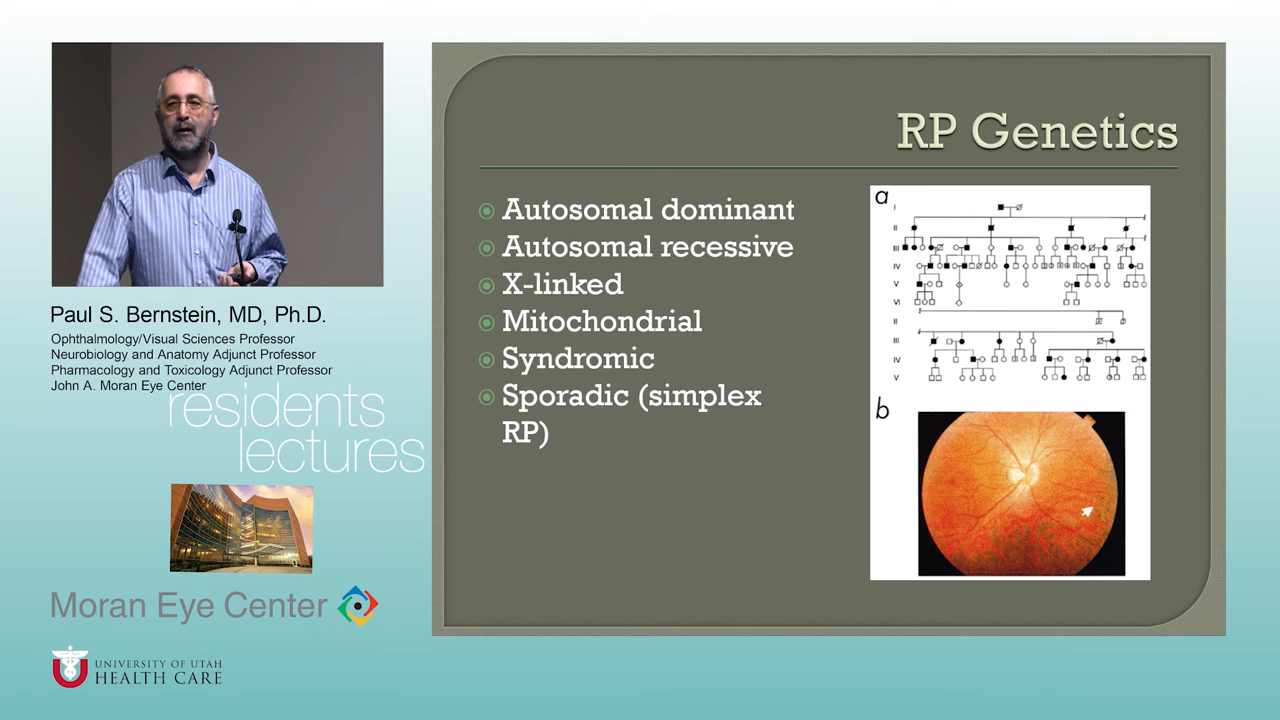 Paul S. Bernstein, MD, Ph.D.
Ophthalmology/Visual Sciences Professor
Neurobiology and Anatomy Adjunct Professor
Pharmacology and Toxicology Adjunct Professor
John A. Moran Eye Center
residents
lectures
Moran Eye Center
UNIVERSITY OF UTAH
HEALTH CARE
RP Genetics
Autosomal dominant
Autosomal recessive
X-linked
Mitochondrial
Syndromic
Sporadic (simplex
RP)
a
I
II
III
IV
V
VI
II
III
IV
V
b